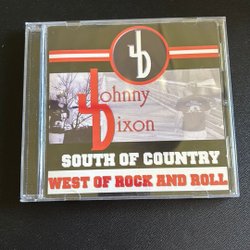 JD
Johnny
Dixon
SOUTH OF COUNTRY
WEST OF ROCK AND ROLL